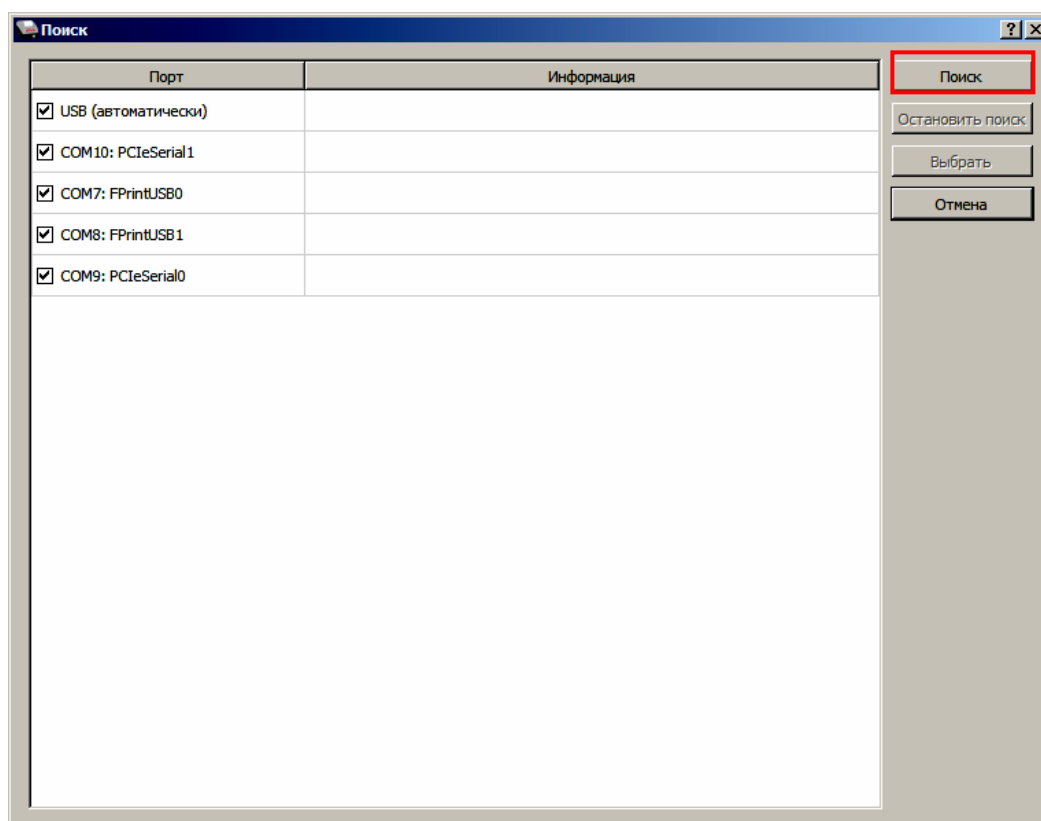 Поиск
Порт Информация
Поиск
USB (автоматически)
Остановить поиск
COM10: PCIeSerial1
Выбрать
COM7: FPrintUSB0
Отмена
COM8: FPrintUSB1
COM9: PCIeSerial0